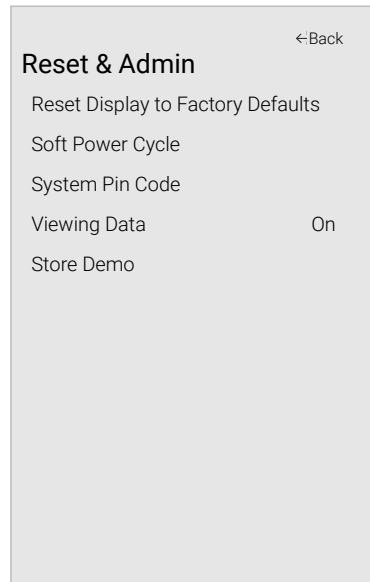 ←Back
Reset & Admin
Reset Display to Factory Defaults
Soft Power Cycle
System Pin Code
Viewing Data On
Store Demo